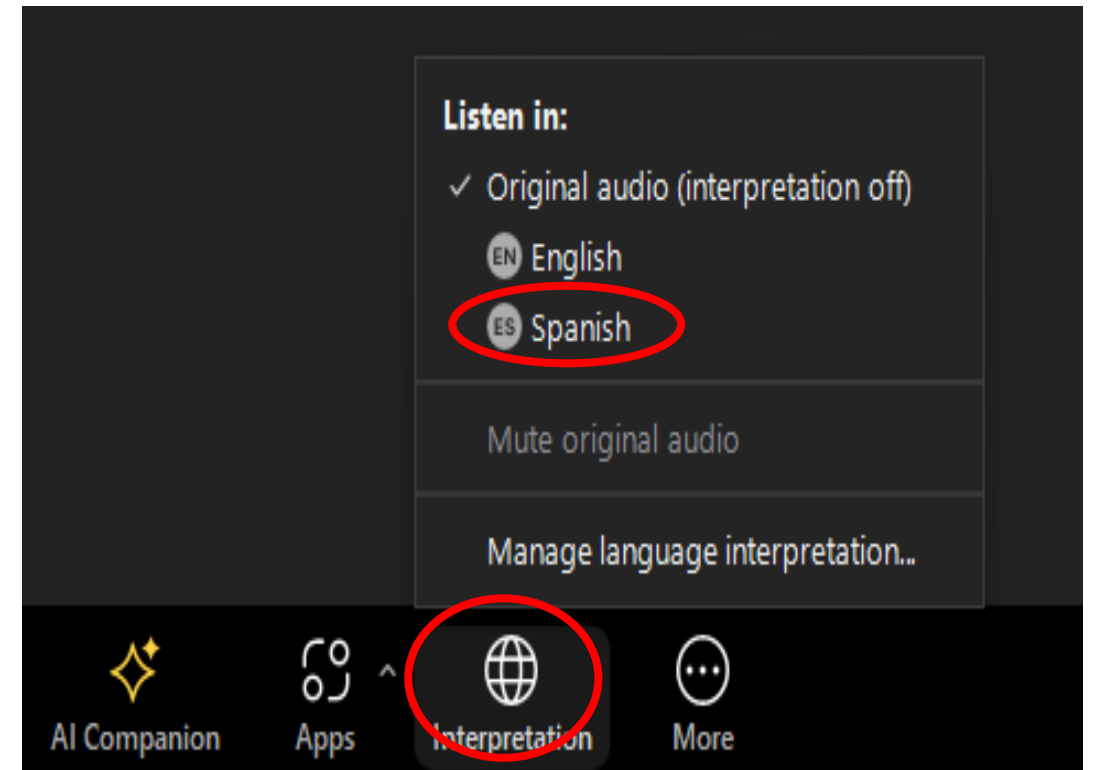 Listen in:
✓ Original audio (interpretation off)
EN English
ES Spanish
Mute original audio
Manage language interpretation...
AI Companion
Apps
Interpretation
More